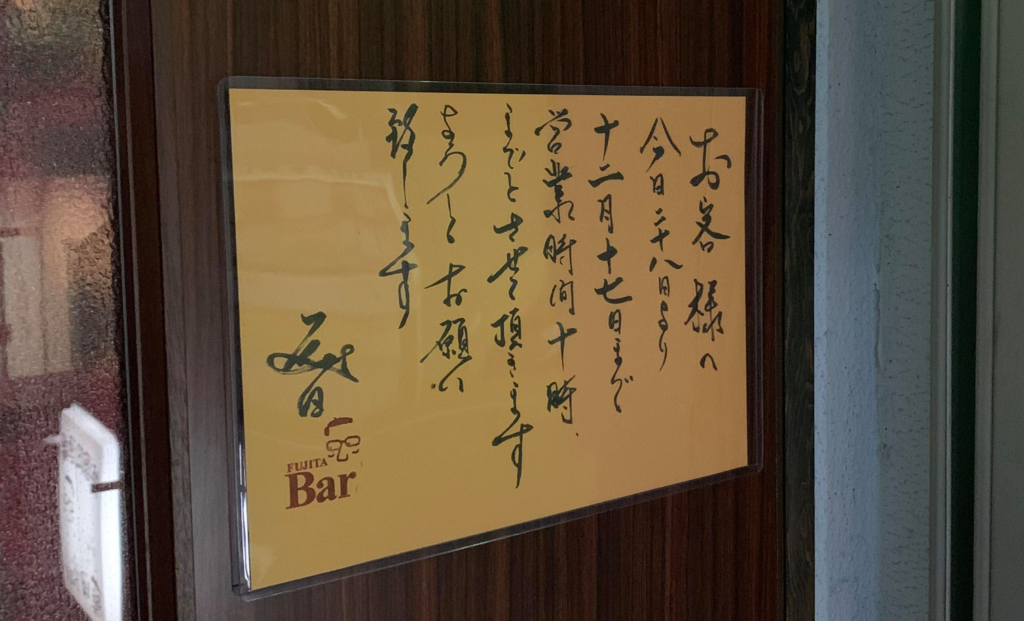 お客様へ
今日二十八日より
十二月十七日まで
営業時間十時
までとさせて頂きます
よろしくお願い
致します
FUJITA
Bar